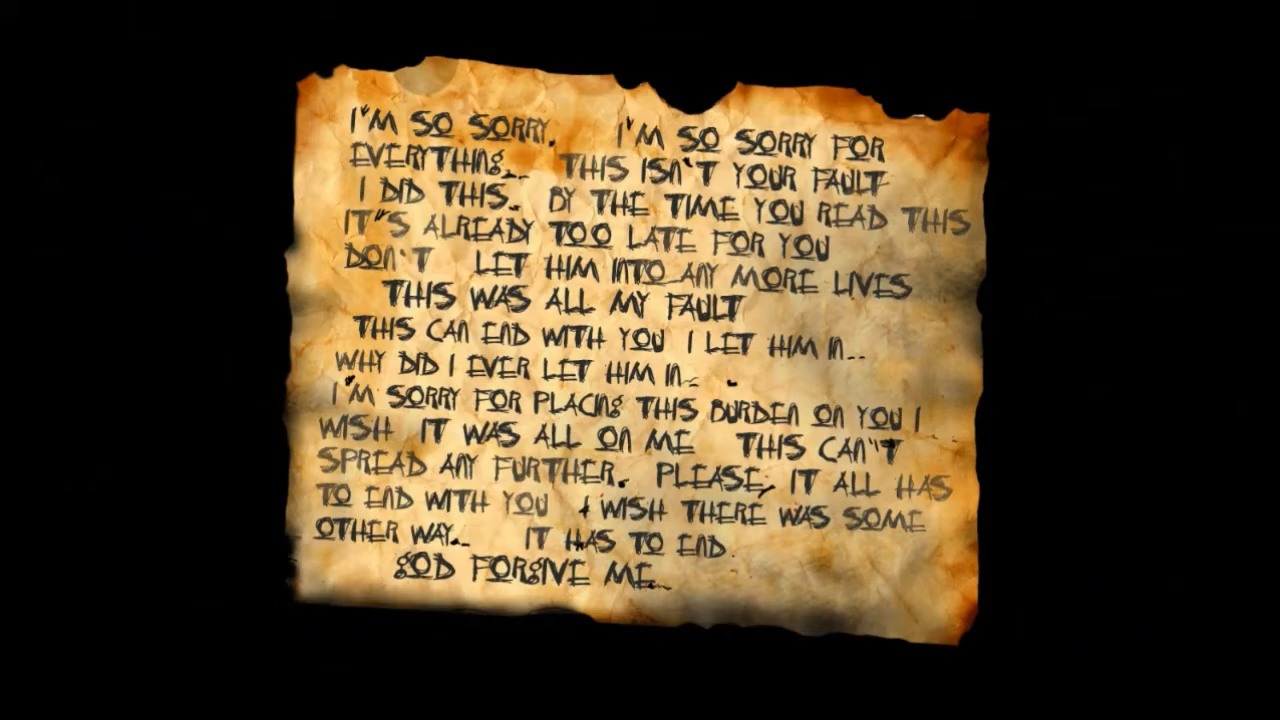 I'M SO SORRY. I'M SO SORRY FOR
EVERYTHING... THIS ISN'T YOUR FAULT
I DID THIS. BY THE TIME YOU READ THIS
IT"S ALREADY TOO LATE FOR YOU
DON'T LET HIM INTO ANY MORE LIVES
THIS WAS ALL MY FAULT
THIS CAN END WITH YOU I LET HIM IN...
WHY DID I EVER LET HIM IN...
I'M SORRY FOR PLACING THIS BURDEN ON YOU I
WISH IT WAS ALL ON ME THIS CAN"T
SPREAD ANY FURTHER. PLEASE, IT ALL HAS
TO END WITH YOU I WISH THERE WAS SOME
OTHER WAY... IT HAS TO END.
GOD FORGIVE ME...